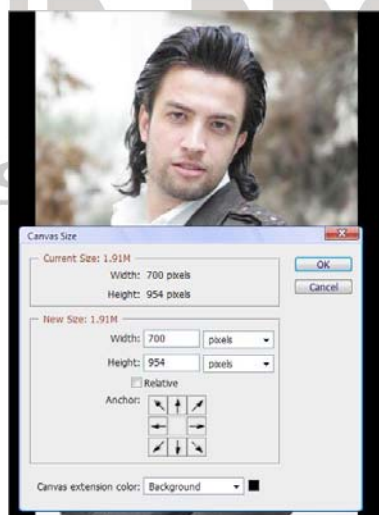 Canvas Size
Current Size: 1.91M
Width: 700 pixels
Height: 954 pixels
OK
Cancel
New Size: 1.91M
Width: 700 pixels
Height: 954 pixels
Relative
Anchor:
Canvas extension color: Background